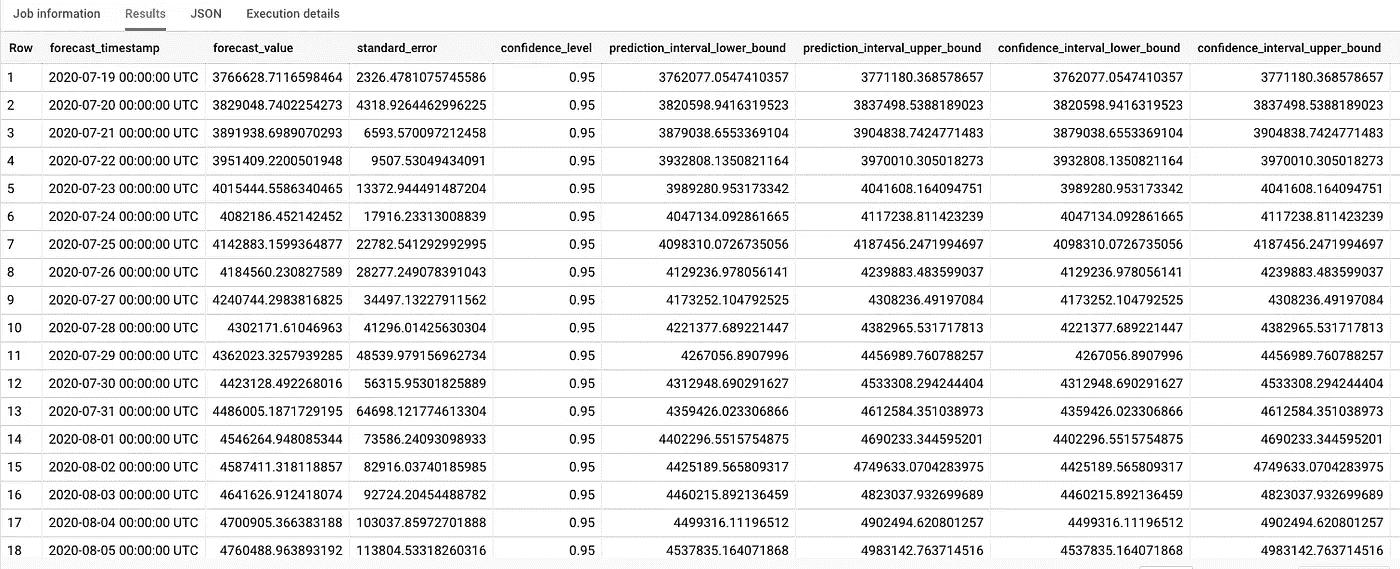 Job information Results JSON Execution details
Row forecast_timestamp forecast_value standard_error confidence_level prediction_interval_lower_bound prediction_interval_upper_bound confidence_interval_lower_bound confidence_interval_upper_bound
1 2020-07-19 00:00:00 UTC 3766628.7116598464 2326.4781075745586 0.95 3762077.0547410357 3771180.368578657 3762077.0547410357 3771180.368578657
2 2020-07-20 00:00:00 UTC 3829048.7402254273 4318.9264462996225 0.95 3820598.9416319523 3837498.5388189023 3820598.9416319523 3837498.5388189023
3 2020-07-21 00:00:00 UTC 3891938.6989070293 6593.570097212458 0.95 3879038.6553369104 3904838.7424771483 3879038.6553369104 3904838.7424771483
4 2020-07-22 00:00:00 UTC 3951409.2200501948 9507.53049434091 0.95 3932808.1350821164 3970010.305018273 3932808.1350821164 3970010.305018273
5 2020-07-23 00:00:00 UTC 4015444.5586340465 13372.944491487204 0.95 3989280.953173342 4041608.164094751 3989280.953173342 4041608.164094751
6 2020-07-24 00:00:00 UTC 4082186.452142452 17916.23313008839 0.95 4047134.092861665 4117238.811423239 4047134.092861665 4117238.811423239
7 2020-07-25 00:00:00 UTC 4142883.1599364877 22782.541292992995 0.95 4098310.0726735056 4187456.2471994697 4098310.0726735056 4187456.2471994697
8 2020-07-26 00:00:00 UTC 4184560.230827589 28277.249078391043 0.95 4129236.978056141 4239883.483599037 4129236.978056141 4239883.483599037
9 2020-07-27 00:00:00 UTC 4240744.2983816825 34497.13227911562 0.95 4173252.104792525 4308236.49197084 4173252.104792525 4308236.49197084
10 2020-07-28 00:00:00 UTC 4302171.61046963 41296.01425630304 0.95 4221377.689221447 4382965.531717813 4221377.689221447 4382965.531717813
11 2020-07-29 00:00:00 UTC 4362023.3257939285 48539.979156962734 0.95 4267056.8907996 4456989.760788257 4267056.8907996 4456989.760788257
12 2020-07-30 00:00:00 UTC 4423128.492268016 56315.95301825889 0.95 4312948.690291627 4533308.294244404 4312948.690291627 4533308.294244404
13 2020-07-31 00:00:00 UTC 4486005.1871729195 64698.121774613304 0.95 4359426.023306866 4612584.351038973 4359426.023306866 4612584.351038973
14 2020-08-01 00:00:00 UTC 4546264.948085344 73586.24093098933 0.95 4402296.5515754875 4690233.344595201 4402296.5515754875 4690233.344595201
15 2020-08-02 00:00:00 UTC 4587411.318118857 82916.03740185985 0.95 4425189.565809317 4749633.0704283975 4425189.565809317 4749633.0704283975
16 2020-08-03 00:00:00 UTC 4641626.912418074 92724.20454488782 0.95 4460215.892136459 4823037.932699689 4460215.892136459 4823037.932699689
17 2020-08-04 00:00:00 UTC 4700905.366383188 103037.85972701888 0.95 4499316.11196512 4902494.620801257 4499316.11196512 4902494.620801257
18 2020-08-05 00:00:00 UTC 4760488.963893192 113804.53318260316 0.95 4537835.164071868 4983142.763714516 4537835.164071868 4983142.763714516